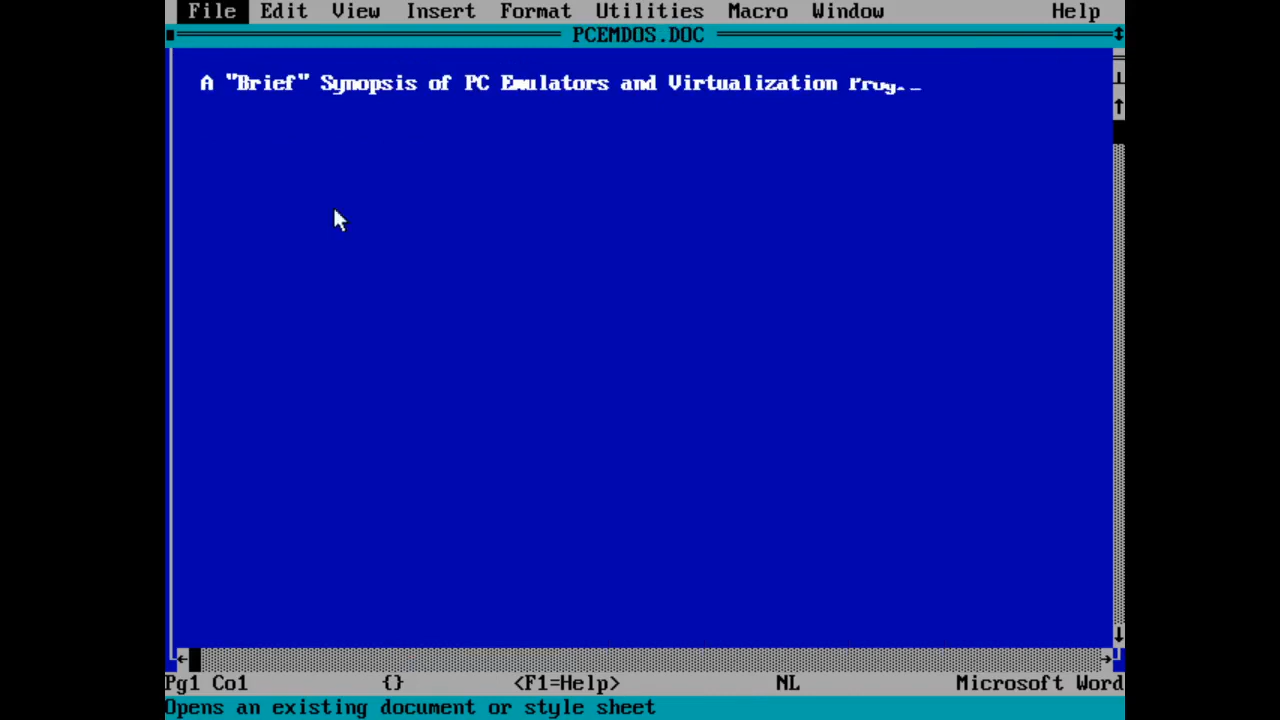 File Edit View Insert Format Utilities Macro Window Help
PCEMDOS.DOC
A "Brief" Synopsis of PC Emulators and Virtualization
Pg1 Co1 {} <F1=Help> NL Microsoft Word
Opens an existing document or style sheet